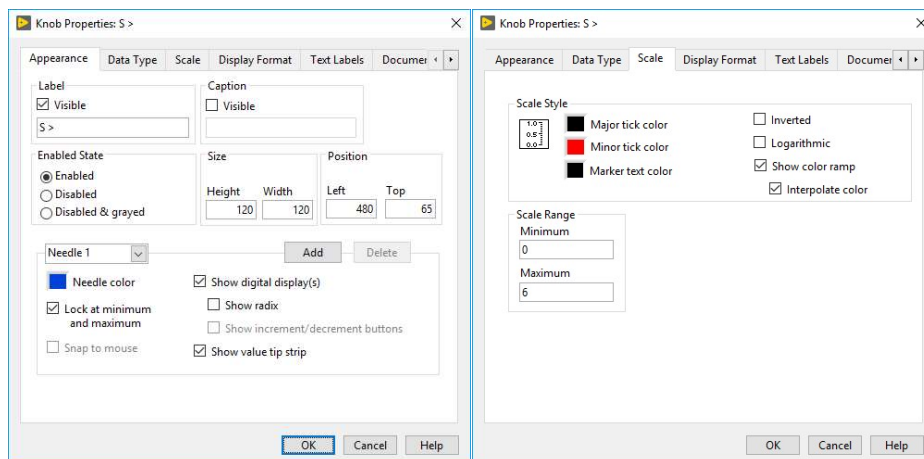 Knob Properties: S >
Appearance Data Type Scale Display Format Text Labels Documer
Label
Visible
S >
Caption
Visible
Enabled State
Enabled
Disabled
Disabled & grayed
Size
Height Width
120 120
Position
Left Top
480 65
Needle 1
Add Delete
Needle color
Lock at minimum
and maximum
Snap to mouse
Show digital display(s)
Show radix
Show increment/decrement buttons
Show value tip strip
OK Cancel Help
Knob Properties: S >
Appearance Data Type Scale Display Format Text Labels Documer
Scale Style
1.0
0.5
0.0
Major tick color
Minor tick color
Marker text color
Inverted
Logarithmic
Show color ramp
Interpolate color
Scale Range
Minimum
0
Maximum
6
OK Cancel Help